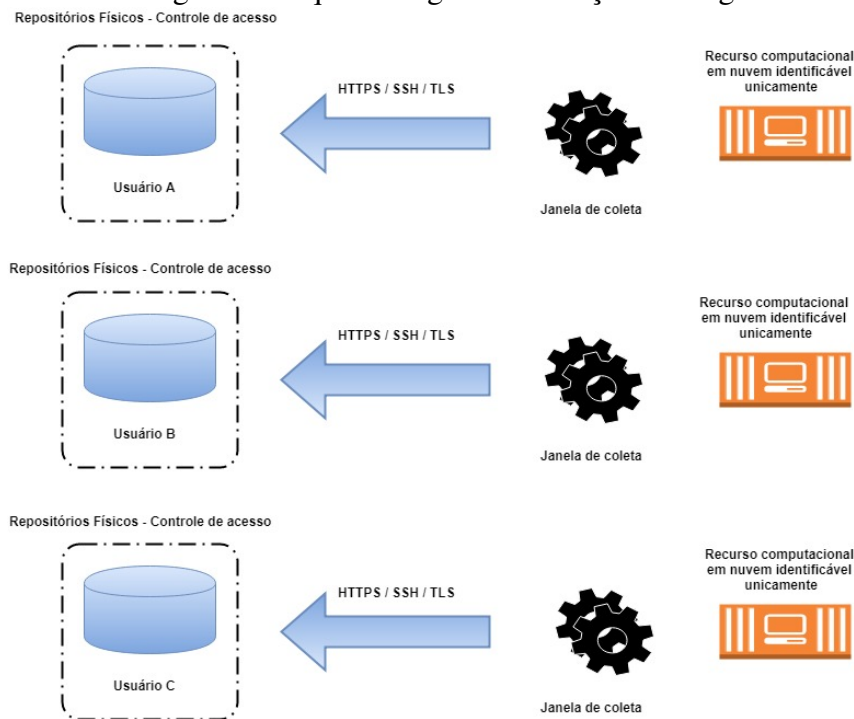 Repositórios Físicos - Controle de acesso
HTTPS / SSH / TLS
Recurso computacional
em nuvem identificável
unicamente
Usuário A
Janela de coleta
Repositórios Físicos - Controle de acesso
HTTPS / SSH / TLS
Recurso computacional
em nuvem identificável
unicamente
Usuário B
Janela de coleta
Repositórios Físicos - Controle de acesso
HTTPS / SSH / TLS
Recurso computacional
em nuvem identificável
unicamente
Usuário C
Janela de coleta